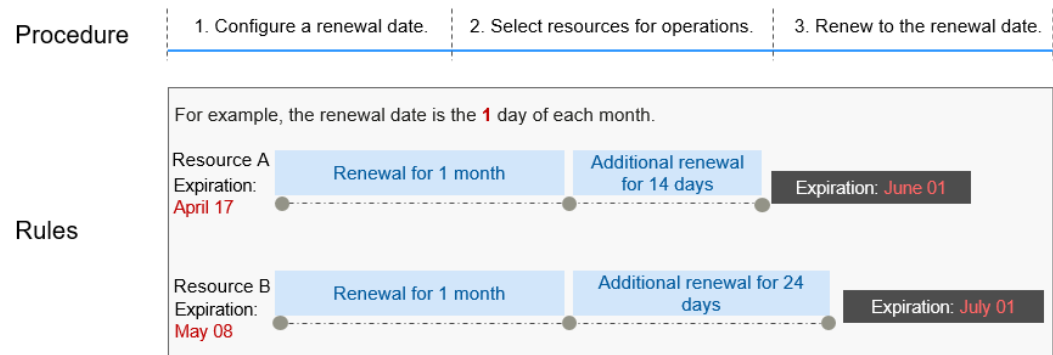 Procedure
1. Configure a renewal date.
2. Select resources for operations.
3. Renew to the renewal date.
Rules
For example, the renewal date is the 1 day of each month.
Resource A
Expiration:
April 17
Renewal for 1 month
Additional renewal
for 14 days
Expiration: June 01
Resource B
Expiration:
May 08
Renewal for 1 month
Additional renewal for 24
days
Expiration: July 01